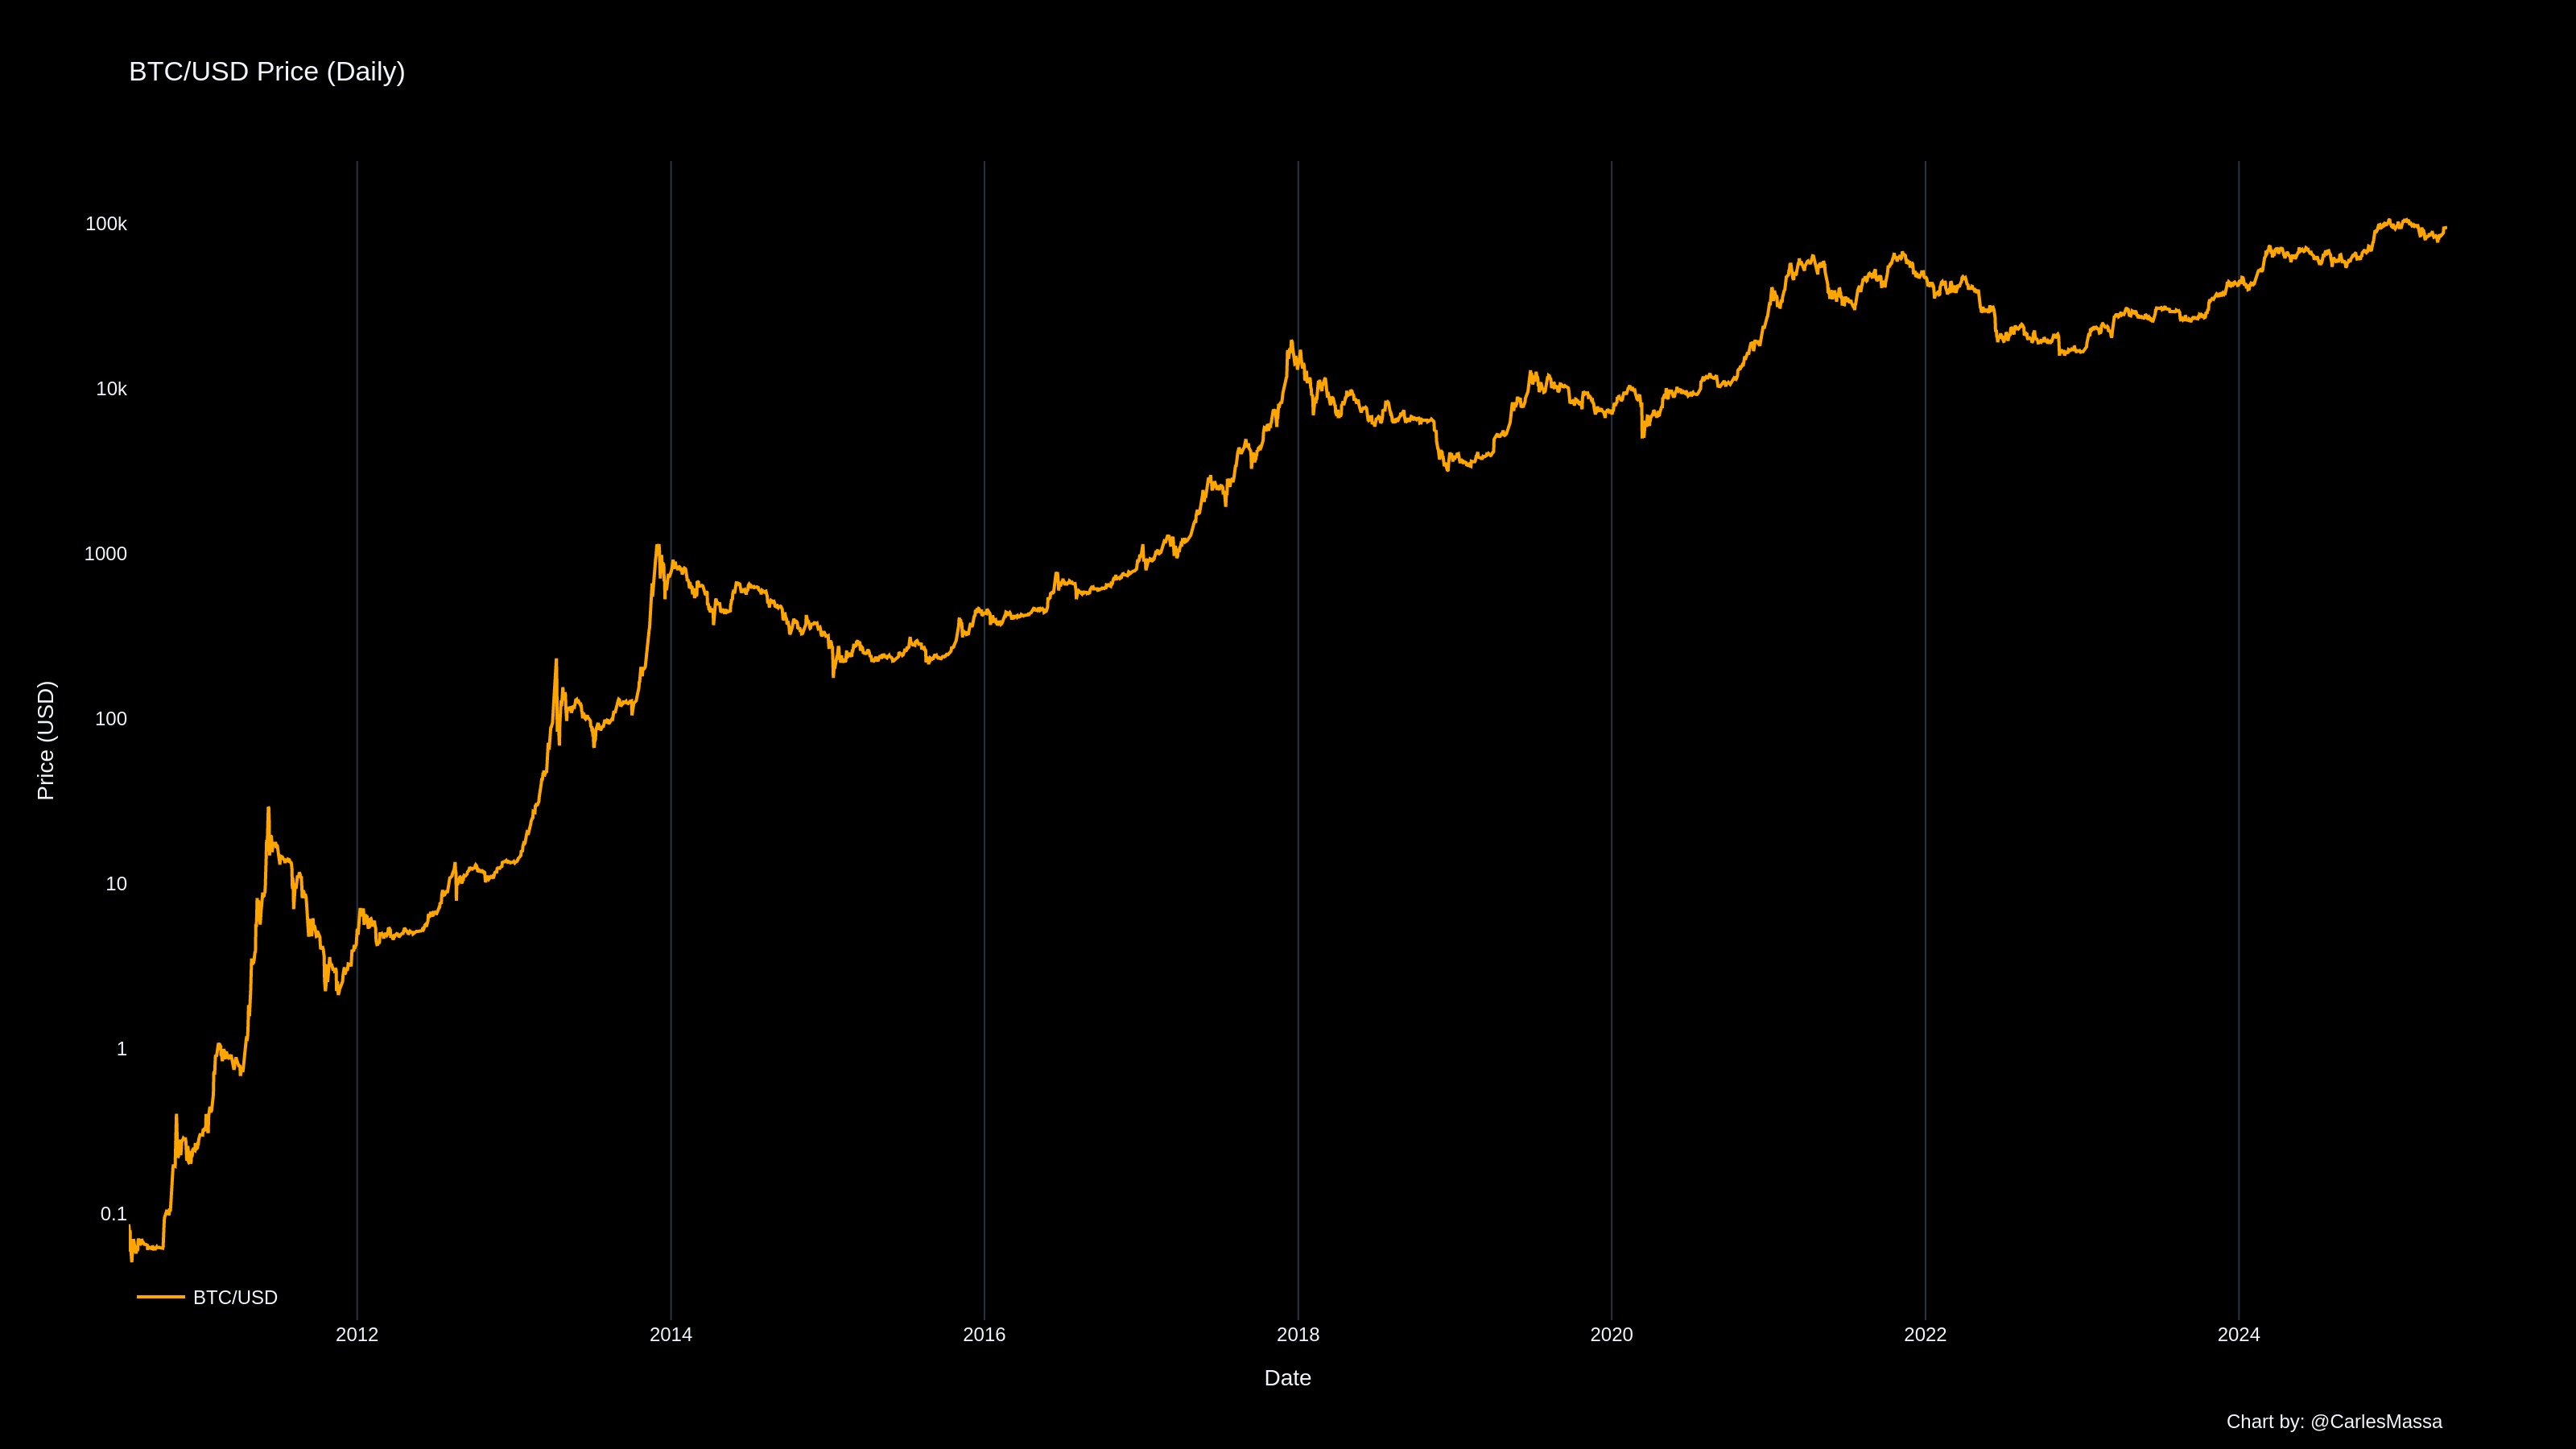 BTC/USD Price (Daily)
100k
10k
1000
100
10
1
0.1
Price (USD)
BTC/USD
2012
2014
2016
2018
2020
2022
2024
Date
Chart by: @CarlesMassa